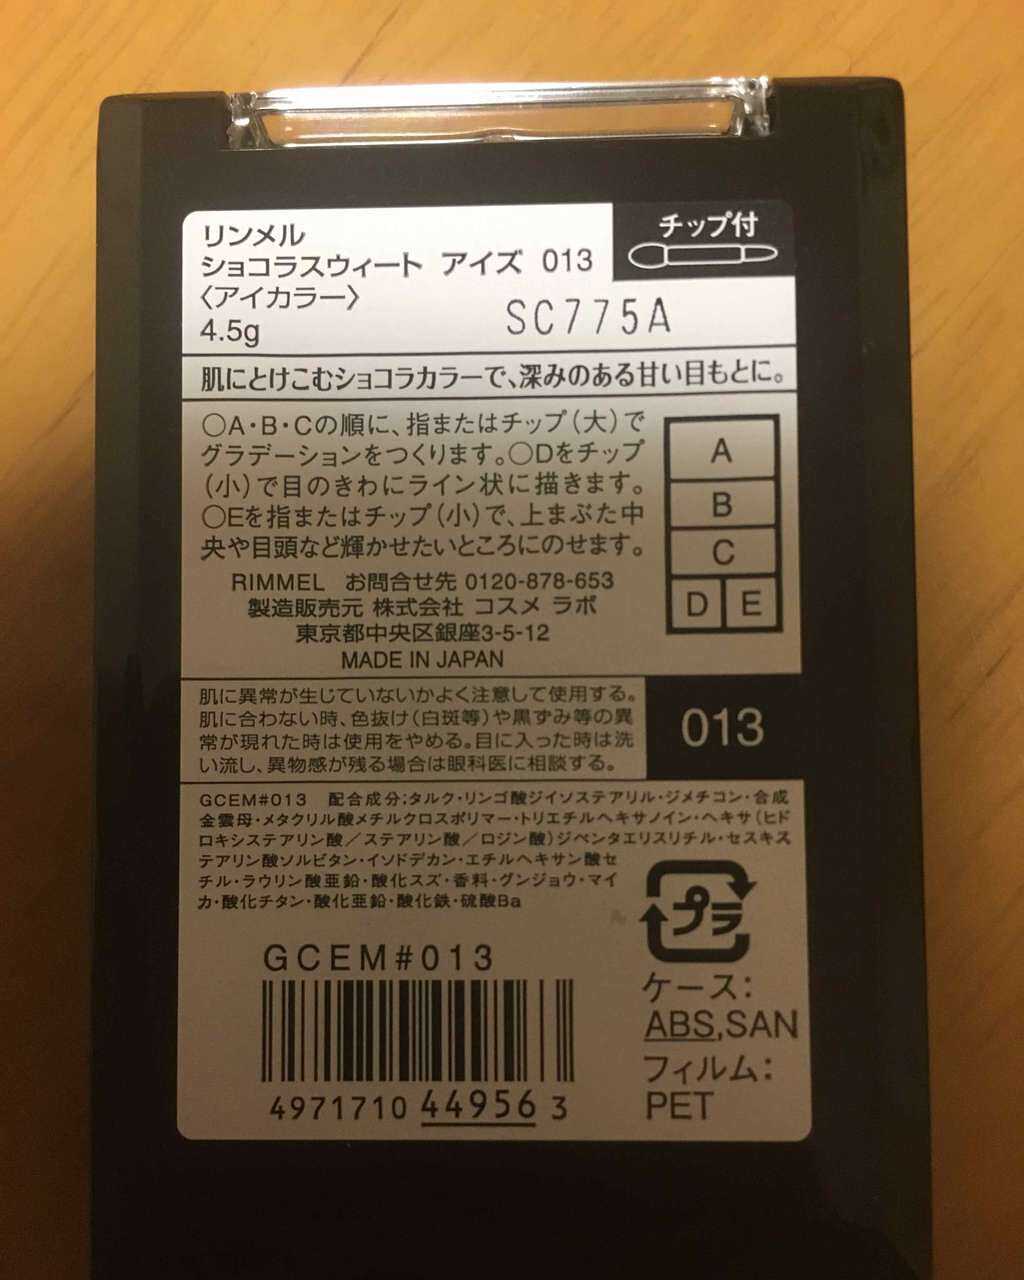 リンメル
ショコラスウィート アイズ 013
〈アイカラー〉
4.5g
チップ付
SC775A
肌にとけこむショコラカラーで、深みのある甘い目もとに。
○A・B・Cの順に、指またはチップ（大）で
グラデーションをつくります。○Dをチップ
（小）で目のきわにライン状に描きます。
○Eを指またはチップ（小）で、上まぶた中
央や目頭など輝かせたいところにのせます。
A
B
C
D E
RIMMEL お問合せ先 0120-878-653
製造販売元 株式会社 コスメ ラボ
東京都中央区銀座3-5-12
MADE IN JAPAN
肌に異常が生じていないかよく注意して使用する。
肌に合わない時、色抜け（白斑等）や黒ずみ等の異
常が現れた時は使用をやめる。目に入った時は洗
い流し、異物感が残る場合は眼科医に相談する。
013
GCEM#013 配合成分；タルク・リンゴ酸ジイソステアリル・ジメチコン・合成
金雲母・メタクリル酸メチルクロスポリマー・トリエチルヘキサノイン・ヘキサ（ヒド
ロキシステアリン酸／ステアリン酸／ロジン酸）ジペンタエリスリチル・セスキス
テアリン酸ソルビタン・イソドデカン・エチルヘキサン酸セ
チル・ラウリン酸亜鉛・酸化スズ・香料・グンジョウ・マイ
カ・酸化チタン・酸化亜鉛・酸化鉄・硫酸Ba
プラ
GCEM#013
4971710 44956 3
ケース：
ABS,SAN
フィルム：
PET